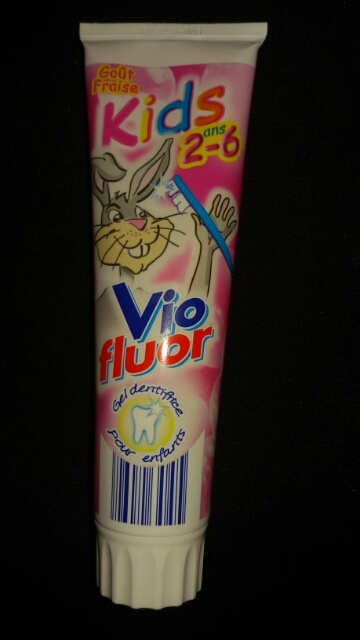 Goût
Fraise
Kids
ans
2-6
Vio
fluor
Gel dentifrice
pour enfants